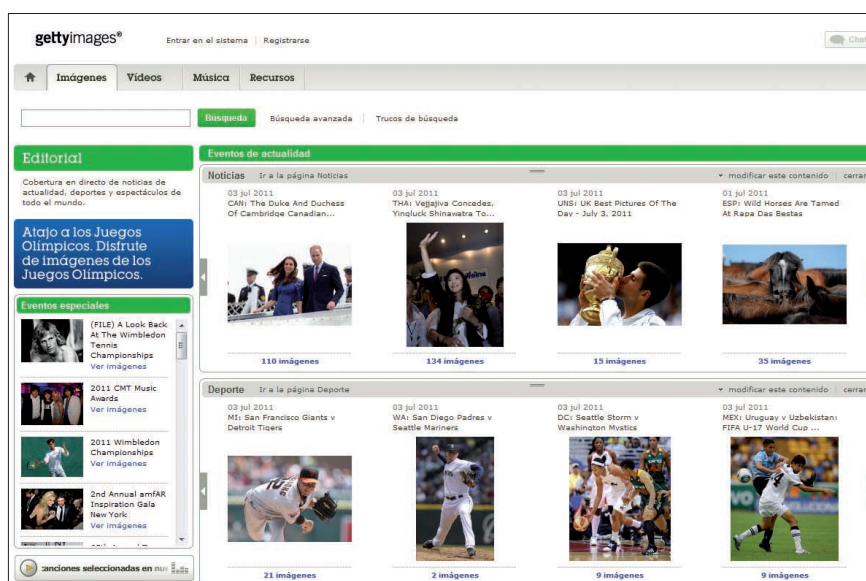 gettyimages®
Entrar en el sistema | Registrarse
Chat
Imágenes
Vídeos
Música
Recursos
Búsqueda
Búsqueda avanzada | Trucos de búsqueda
Editorial
Cobertura en directo de noticias de
actualidad, deportes y espectáculos de
todo el mundo.
Atajo a los Juegos
Olímpicos. Disfrute
de imágenes de los
Juegos Olímpicos.
Eventos especiales
(FILE) A Look Back
At The Wimbledon
Tennis
Championships
Ver imágenes
2011 CMT Music
Awards
Ver imágenes
2011 Wimbledon
Championships
Ver imágenes
2nd Annual amfAR
Inspiration Gala
New York
Ver imágenes
canciones seleccionadas en nue
Eventos de actualidad
Noticias Ir a la página Noticias
modificar este contenido | cerrar
03 jul 2011
CAN: The Duke And Duchess
Of Cambridge Canadian...
110 imágenes
03 jul 2011
THA: Vejjajiva Concedes,
Yingluck Shinawatra To...
134 imágenes
03 jul 2011
UNS: UK Best Pictures Of The
Day - July 3, 2011
15 imágenes
01 jul 2011
ESP: Wild Horses Are Tamed
At Rapa Das Bestas
35 imágenes
Deporte Ir a la página Deporte
modificar este contenido | cerrar
03 jul 2011
MI: San Francisco Giants v
Detroit Tigers
21 imágenes
03 jul 2011
WA: San Diego Padres v
Seattle Mariners
2 imágenes
03 jul 2011
DC: Seattle Storm v
Washington Mystics
9 imágenes
03 jul 2011
MEX: Uruguay v Uzbekistan:
FIFA U-17 World Cup ...
9 imágenes